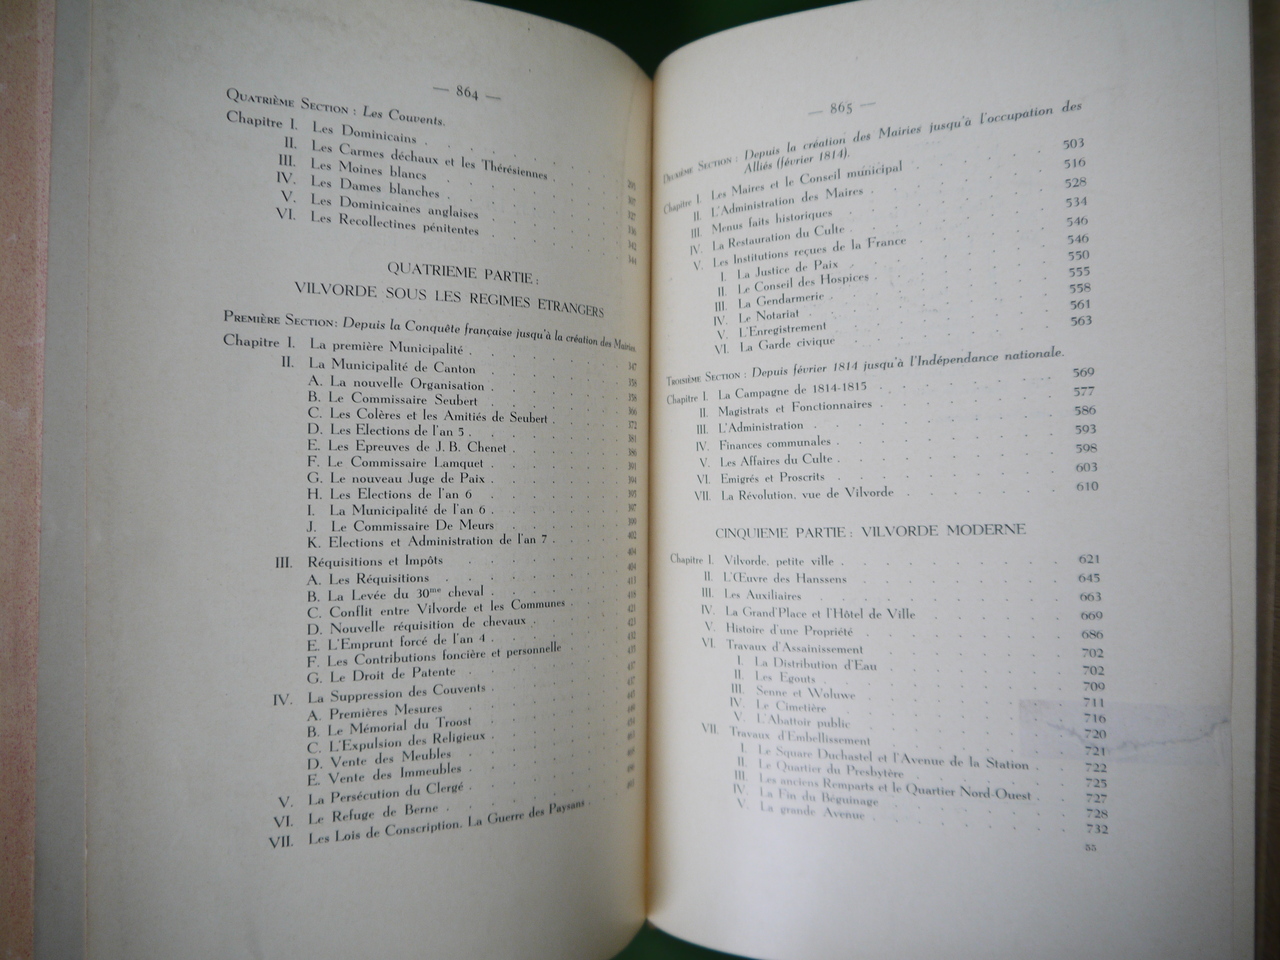 — 864 —
Quatrième Section : Les Couvents.
Chapitre I. Les Dominicains
II. Les Carmes déchaux et les Thérésiennes
III. Les Moines blancs
IV. Les Dames blanches
V. Les Dominicaines anglaises
VI. Les Recollectines pénitentes
QUATRIEME PARTIE :
VILVORDE SOUS LES REGIMES ETRANGERS
Première Section : Depuis la Conquête française jusqu'à la création des Mairies.
Chapitre I. La première Municipalité
II. La Municipalité de Canton
A. La nouvelle Organisation
B. Le Commissaire Seubert
C. Les Colères et les Amitiés de Seubert
D. Les Elections de l'an 5
E. Les Epreuves de J. B. Chenet
F. Le Commissaire Lamquet
G. Le nouveau Juge de Paix
H. Les Elections de l'an 6
I. La Municipalité de l'an 6
J. Le Commissaire De Meurs
K. Elections et Administration de l'an 7
III. Réquisitions et Impôts
A. Les Réquisitions
B. La Levée du 30me cheval
C. Conflit entre Vilvorde et les Communes
D. Nouvelle réquisition de chevaux
E. L'Emprunt forcé de l'an 4
F. Les Contributions foncière et personnelle
G. Le Droit de Patente
IV. La Suppression des Couvents
A. Premières Mesures
B. Le Mémorial du Troost
C. L'Expulsion des Religieux
D. Vente des Meubles
E. Vente des Immeubles
V. La Persécution du Clergé
VI. Le Refuge de Berne
VII. Les Lois de Conscription. La Guerre des Paysans
— 865 —
Deuxième Section : Depuis la création des Mairies jusqu'à l'occupation des
Alliés (février 1814). 503
Chapitre I. Les Maires et le Conseil municipal 516
II. L'Administration des Maires 528
III. Menus faits historiques 534
IV. La Restauration du Culte 546
V. Les Institutions reçues de la France 546
I. La Justice de Paix 550
II. Le Conseil des Hospices 555
III. La Gendarmerie 558
IV. Le Notariat 561
V. L'Enregistrement 563
VI. La Garde civique
Troisième Section : Depuis février 1814 jusqu'à l'Indépendance nationale.
Chapitre I. La Campagne de 1814-1815 569
II. Magistrats et Fonctionnaires 577
III. L'Administration 586
IV. Finances communales 593
V. Les Affaires du Culte 598
VI. Emigrés et Proscrits 603
VII. La Révolution, vue de Vilvorde 610
CINQUIEME PARTIE : VILVORDE MODERNE
Chapitre I. Vilvorde, petite ville 621
II. L'Œuvre des Hanssens 645
III. Les Auxiliaires 663
IV. La Grand'Place et l'Hôtel de Ville 669
V. Histoire d'une Propriété 686
VI. Travaux d'Assainissement 702
I. La Distribution d'Eau 702
II. Les Egouts 709
III. Senne et Woluwe 711
IV. Le Cimetière 716
V. L'Abattoir public 720
VII. Travaux d'Embellissement 721
I. Le Square Duchastel et l'Avenue de la Station 722
II. Le Quartier du Presbytère 725
III. Les anciens Remparts et le Quartier Nord-Ouest 727
IV. La Fin du Béguinage 728
V. La grande Avenue 732
55